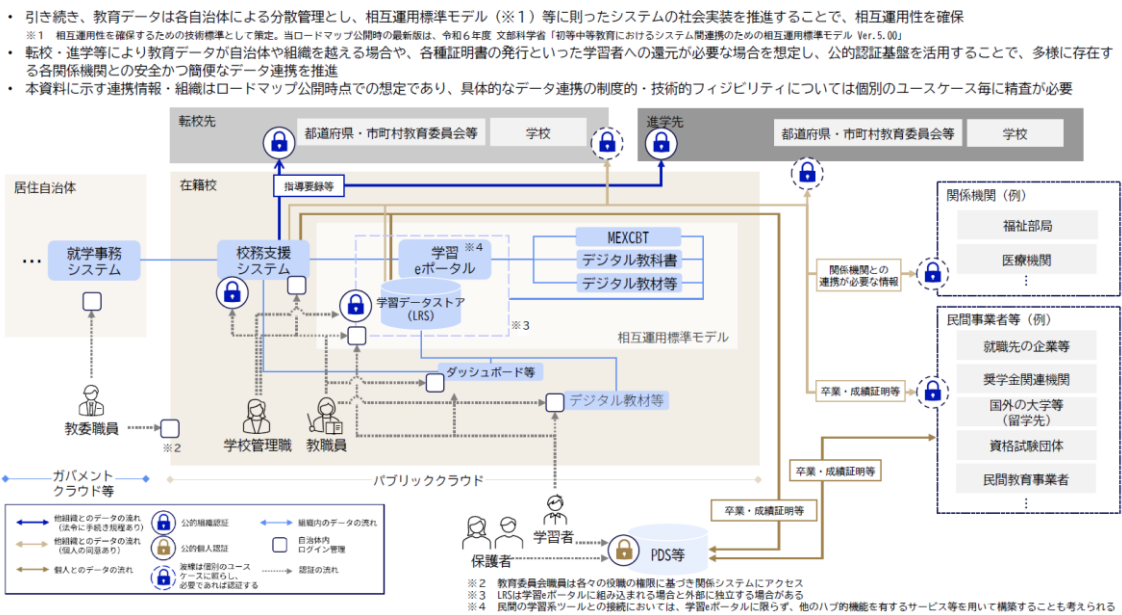 • 引き続き、教育データは各自治体による分散管理とし、相互運用標準モデル（※１）等に則ったシステムの社会実装を推進することで、相互運用性を確保
※１　相互運用性を確保するための技術標準として策定。当ロードマップ公開時の最新版は、令和６年度 文部科学省「初等中等教育におけるシステム間連携のための相互運用標準モデル Ver.5.00」
• 転校・進学等により教育データが自治体や組織を越える場合や、各種証明書の発行といった学習者への還元が必要な場合を想定し、公的認証基盤を活用することで、多様に存在す
る各関係機関との安全かつ簡便なデータ連携を推進
• 本資料に示す連携情報・組織はロードマップ公開時点での想定であり、具体的なデータ連携の制度的・技術的フィジビリティについては個別のユースケース毎に精査が必要
転校先
都道府県・市町村教育委員会等
学校
進学先
都道府県・市町村教育委員会等
学校
居住自治体
在籍校
指導要録等
…
就学事務
システム
校務支援
システム
学習
eポータル
※4
MEXCBT
デジタル教科書
デジタル教材等
学習データストア
（LRS）
※3
相互運用標準モデル
ダッシュボード等
デジタル教材等
関係機関（例）
福祉部局
医療機関
⋮
関係機関との
連携が必要な情報
民間事業者等（例）
就職先の企業等
奨学金関連機関
国外の大学等
（留学先）
資格試験団体
民間教育事業者
⋮
卒業・成績証明等
卒業・成績証明等
卒業・成績証明等
教委職員
※2
学校管理職
教職員
ガバメント
クラウド等
パブリッククラウド
学習者
保護者
PDS等
他組織とのデータの流れ
（法令に手続き規程あり）
他組織とのデータの流れ
（個人の同意あり）
個人とのデータの流れ
公的組織認証
公的個人認証
波線は個別のユース
ケースに照らし、
必要であれば認証する
組織内のデータの流れ
自治体内
ログイン管理
認証の流れ
※２　教育委員会職員は各々の役職の権限に基づき関係システムにアクセス
※３　LRSは学習eポータルに組み込まれる場合と外部に独立する場合がある
※４　民間の学習系ツールとの接続においては、学習eポータルに限らず、他のハブ的機能を有するサービス等を用いて構築することも考えられる